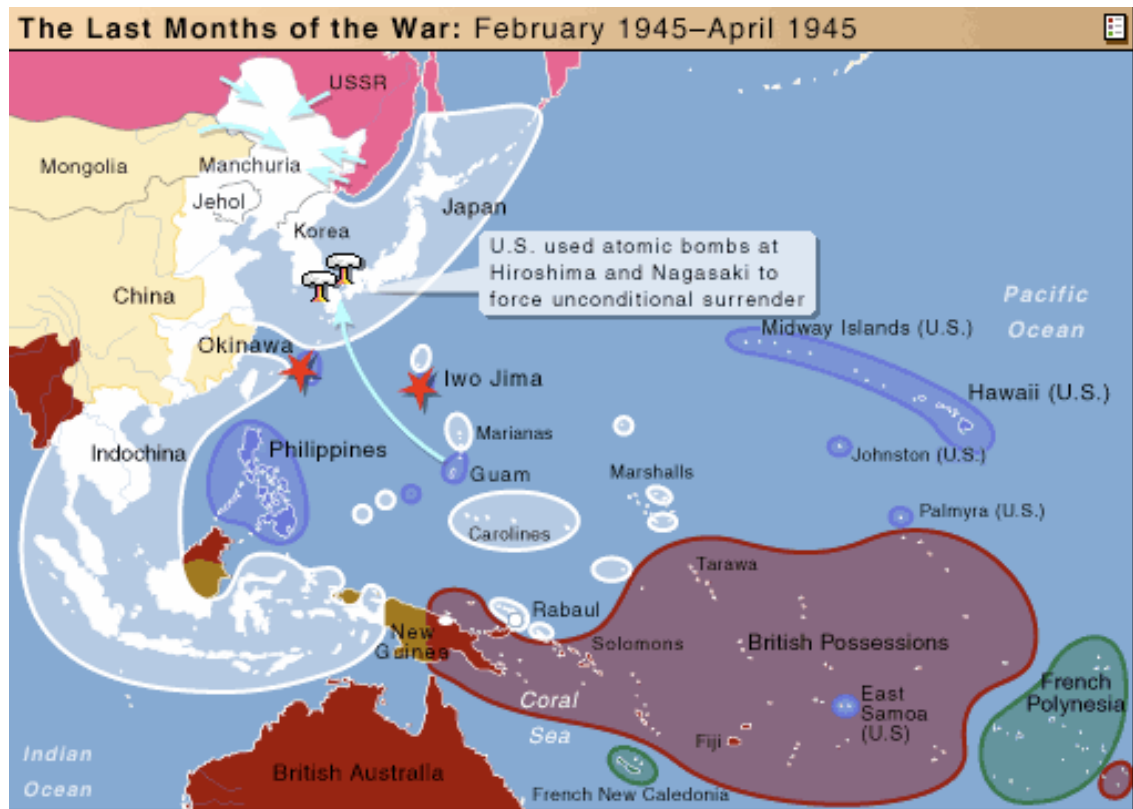 The Last Months of the War: February 1945–April 1945
USSR
Mongolia
Manchuria
Jehol
Japan
Korea
U.S. used atomic bombs at
Hiroshima and Nagasaki to
force unconditional surrender
China
Pacific
Ocean
Okinawa
Midway Islands (U.S.)
Iwo Jima
Hawaii (U.S.)
Indochina
Philippines
Marianas
Johnston (U.S.)
Guam
Marshalls
Palmyra (U.S.)
Carolines
Tarawa
Rabaul
New
Guinea
Solomons
British Possessions
Coral
Sea
East
Samoa
(U.S)
French
Polynesia
Fiji
Indian
Ocean
British Australia
French New Caledonia